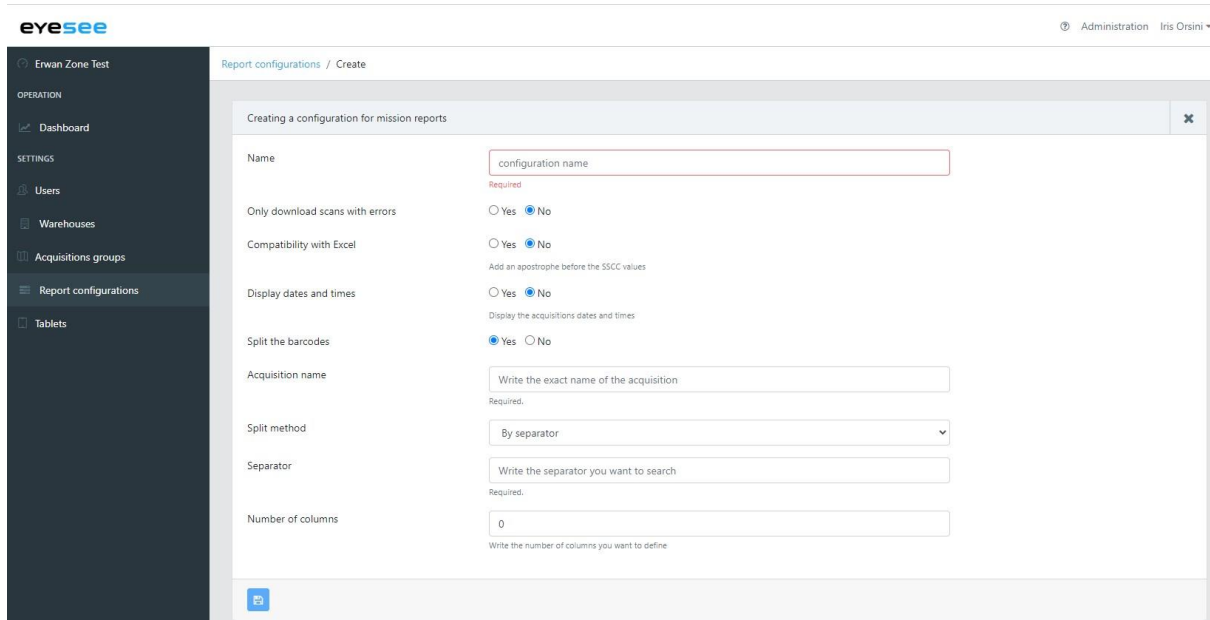 eyesee
Administration Iris Orsini
Erwan Zone Test
Report configurations / Create
OPERATION
Dashboard
SETTINGS
Users
Warehouses
Acquisitions groups
Report configurations
Tablets
Creating a configuration for mission reports
Name
configuration name
Required
Only download scans with errors
Yes No
Compatibility with Excel
Yes No
Add an apostrophe before the SSCC values
Display dates and times
Yes No
Display the acquisitions dates and times
Split the barcodes
Yes No
Acquisition name
Write the exact name of the acquisition
Required.
Split method
By separator
Separator
Write the separator you want to search
Required.
Number of columns
0
Write the number of columns you want to define